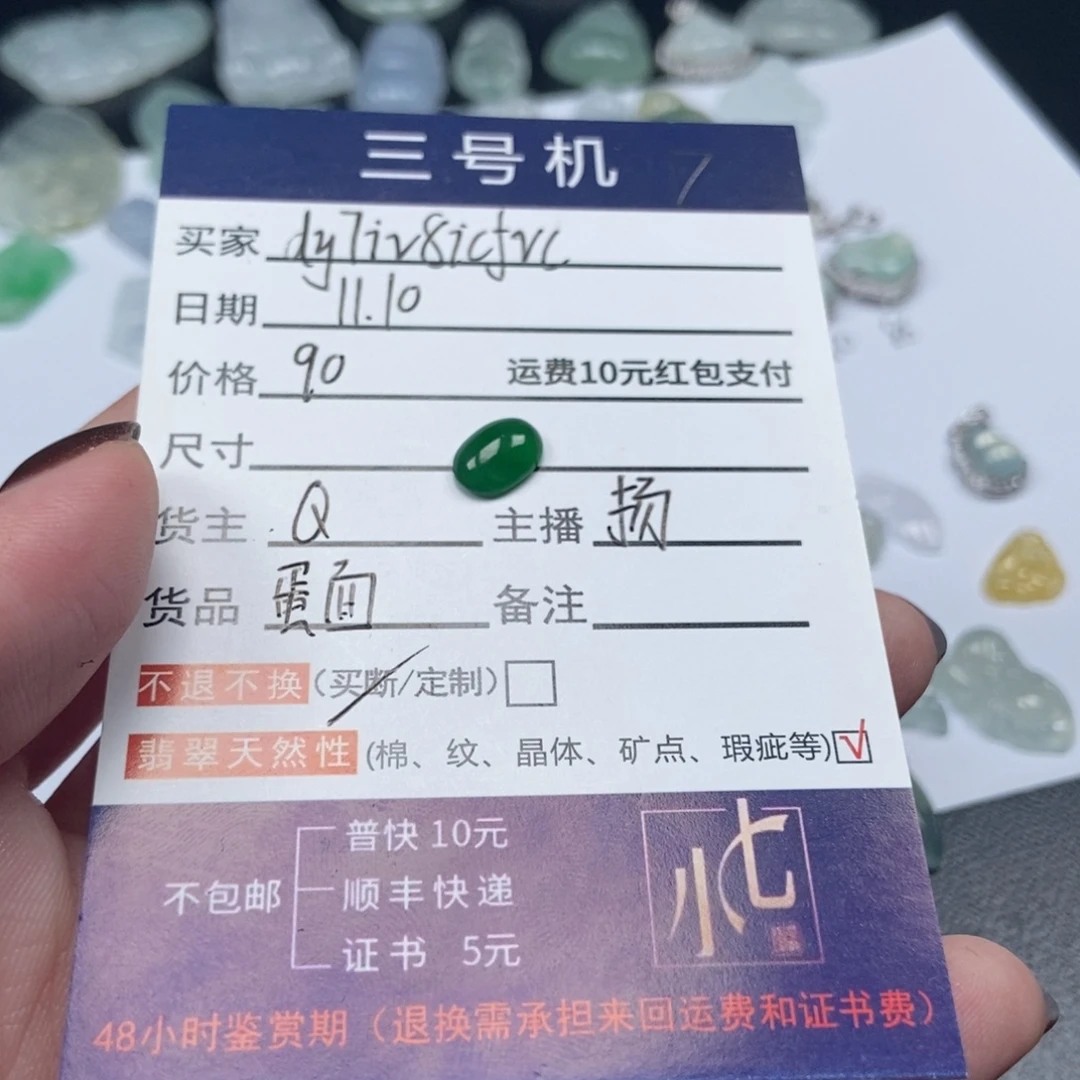 三号机 7
买家 dy7iv8icfvc
日期 11.10
价格 90 运费10元红包支付
尺寸
货主 Q 主播 扬
货品 蛋面 备注
不退不换(买断/定制)
翡翠天然性(棉、纹、晶体、矿点、瑕疵等)√
普快 10元
不包邮 顺丰快递
证书 5元
小七
48小时鉴赏期（退换需承担来回运费和证书费）